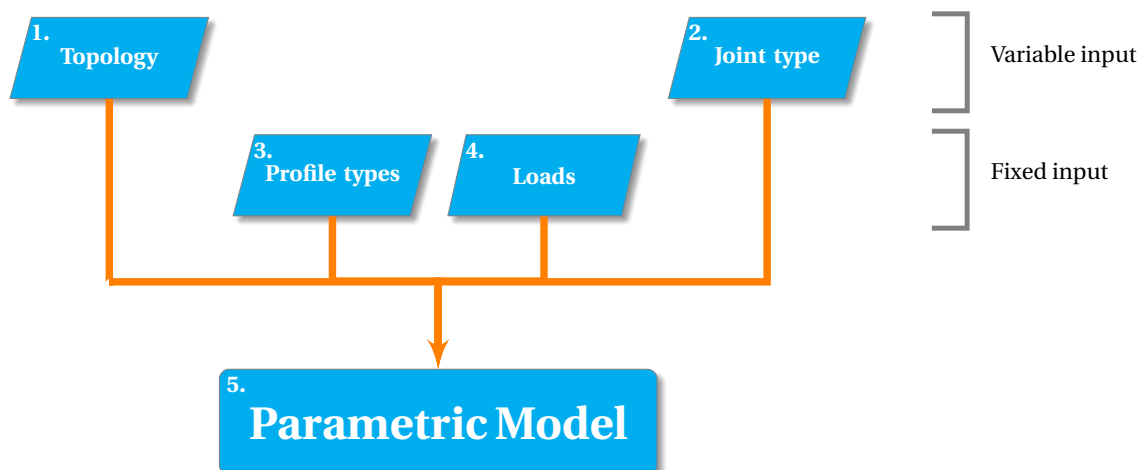 1.
Topology
2.
Joint type
Variable input
3.
Profile types
4.
Loads
Fixed input
5.
Parametric Model